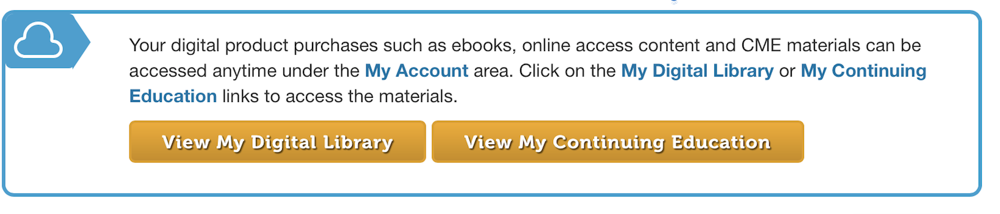 Your digital product purchases such as ebooks, online access content and CME materials can be
accessed anytime under the My Account area. Click on the My Digital Library or My Continuing
Education links to access the materials.
View My Digital Library View My Continuing Education